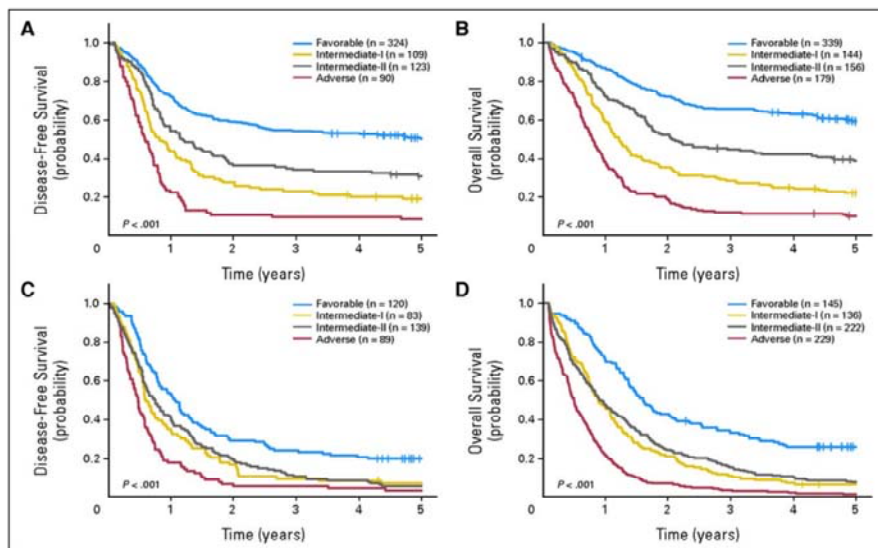 A
Favorable (n = 324)
Intermediate-I (n = 109)
Intermediate-II (n = 123)
Adverse (n = 90)
Disease-Free Survival
(probability)
1.0
0.8
0.6
0.4
0.2
P < .001
0 1 2 3 4 5
Time (years)
B
Favorable (n = 339)
Intermediate-I (n = 144)
Intermediate-II (n = 156)
Adverse (n = 179)
Overall Survival
(probability)
1.0
0.8
0.6
0.4
0.2
P < .001
0 1 2 3 4 5
Time (years)
C
Favorable (n = 120)
Intermediate-I (n = 83)
Intermediate-II (n = 139)
Adverse (n = 89)
Disease-Free Survival
(probability)
1.0
0.8
0.6
0.4
0.2
P < .001
0 1 2 3 4 5
Time (years)
D
Favorable (n = 145)
Intermediate-I (n = 136)
Intermediate-II (n = 222)
Adverse (n = 229)
Overall Survival
(probability)
1.0
0.8
0.6
0.4
0.2
P < .001
0 1 2 3 4 5
Time (years)